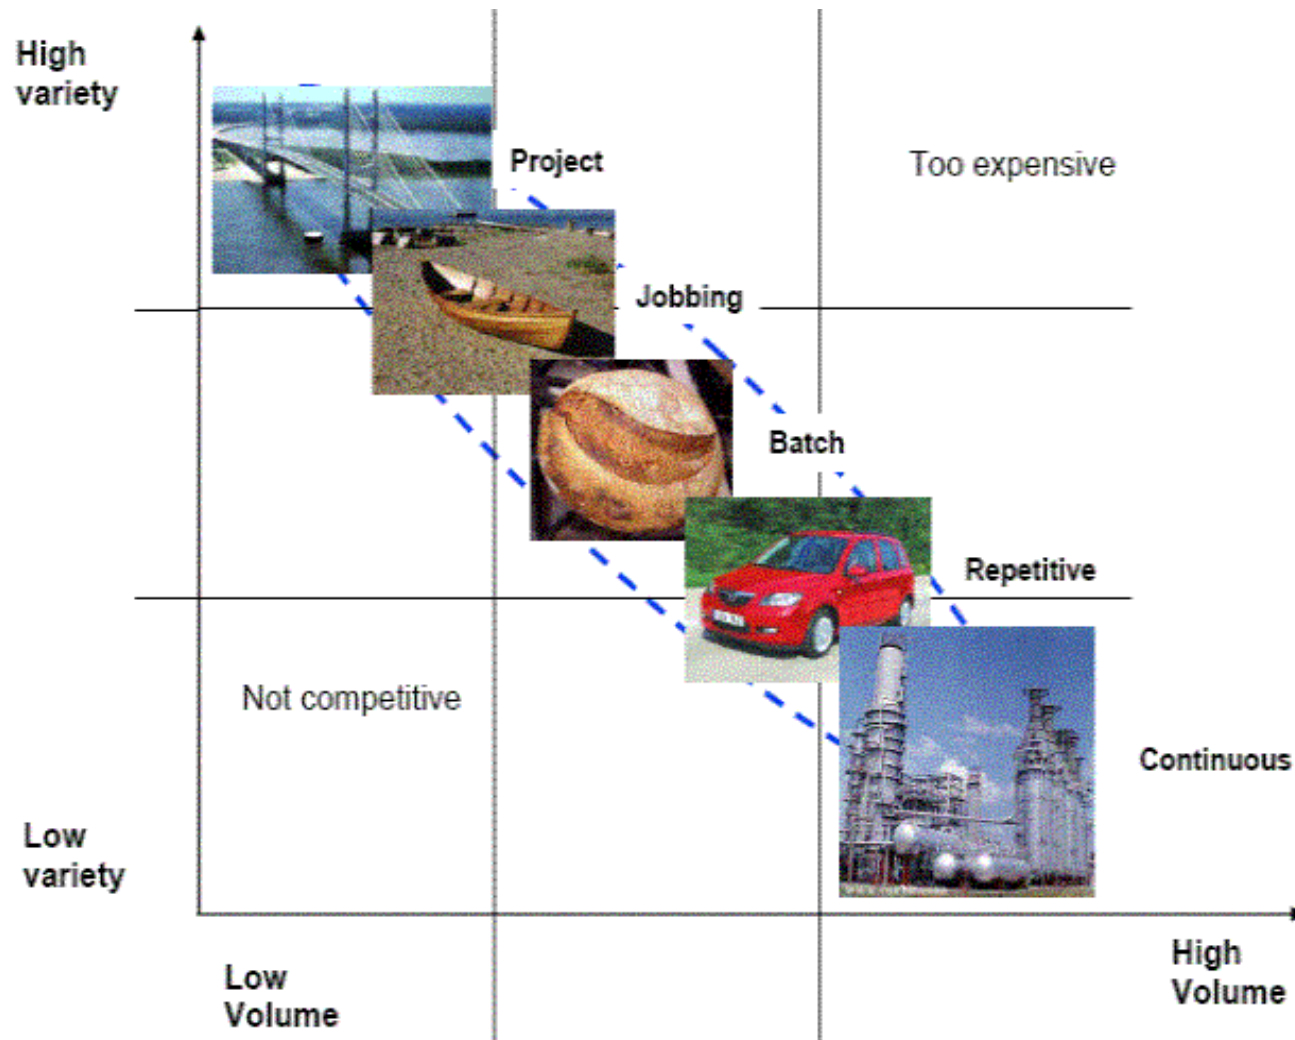 High
variety
Project
Too expensive
Jobbing
Batch
Repetitive
Not competitive
Continuous
Low
variety
Low
Volume
High
Volume